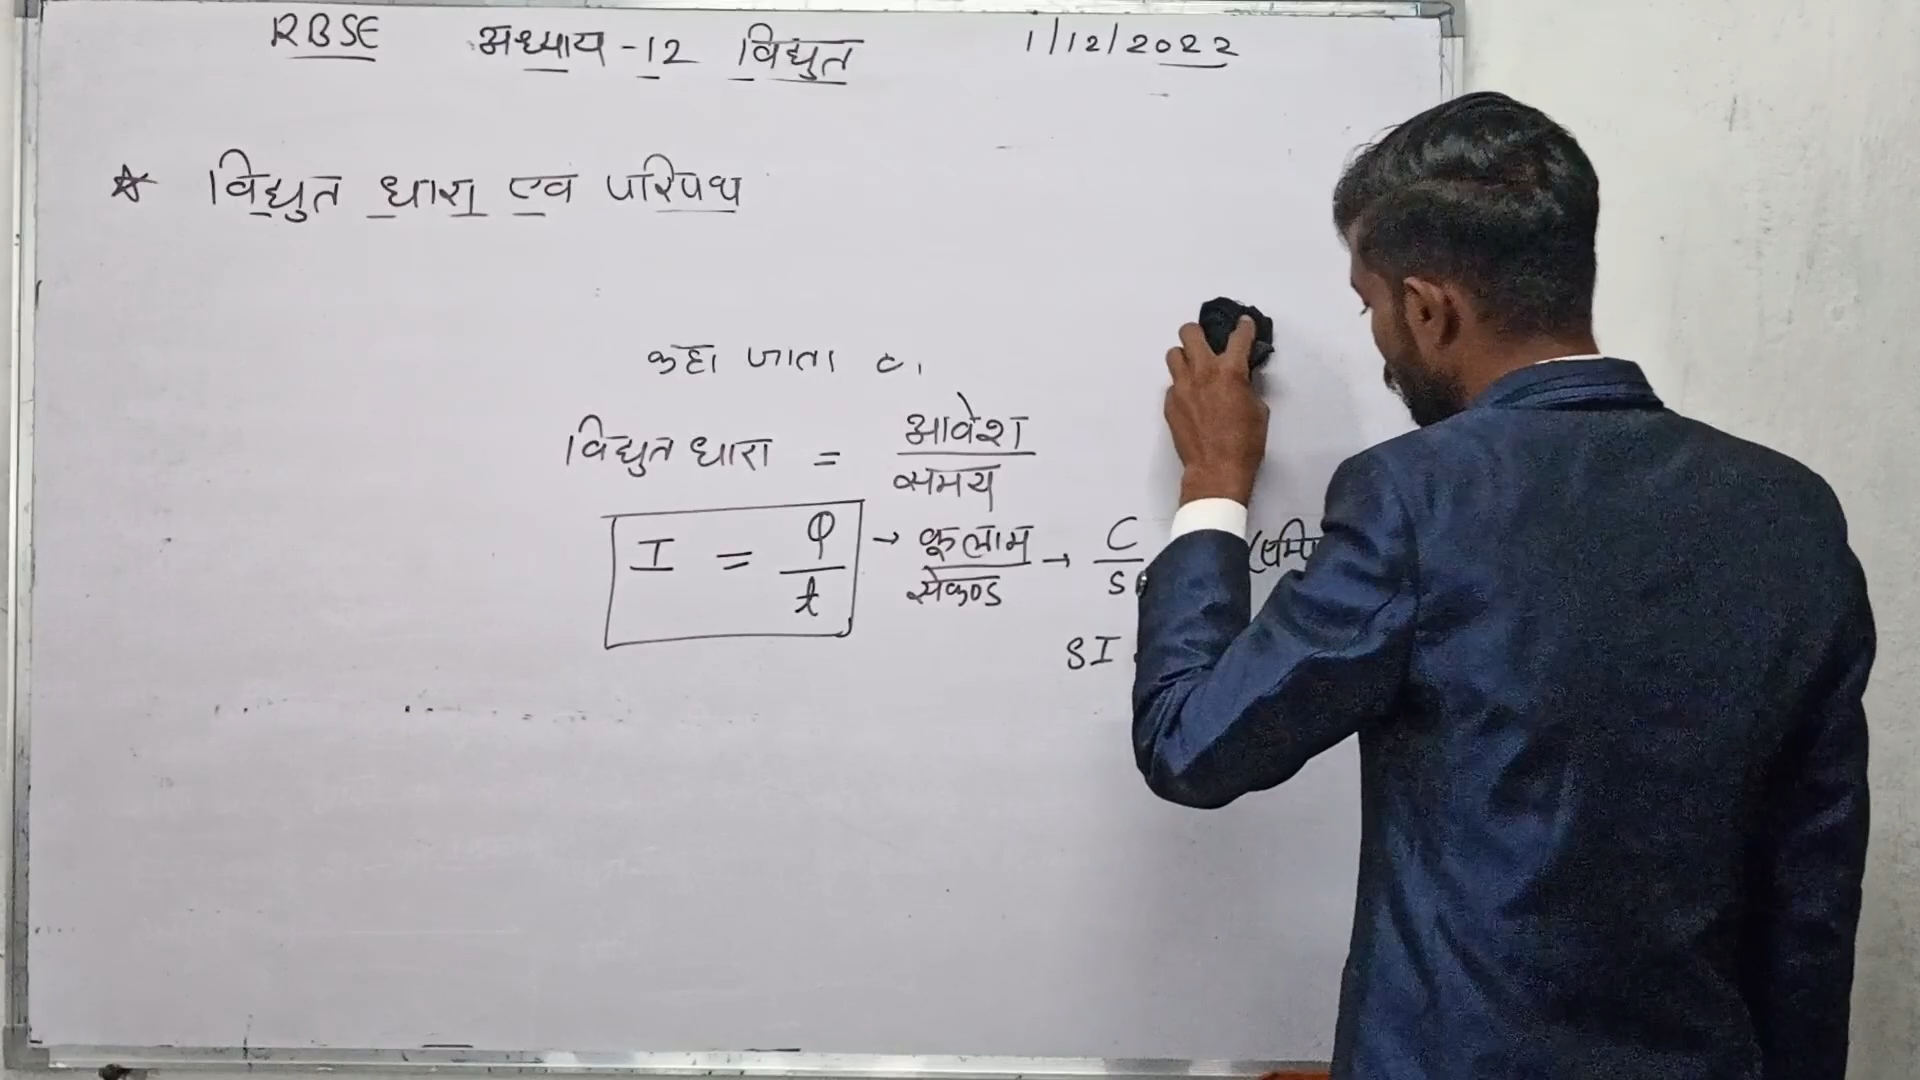 RBSE अध्याय -12 विद्युत 1/12/2022
☆ विद्युत धारा एव परिपथ
कहा जाता
विद्युत धारा = आवेश / समय
I = Q / t → कूलाम / सेकण्ड → C / S
SI